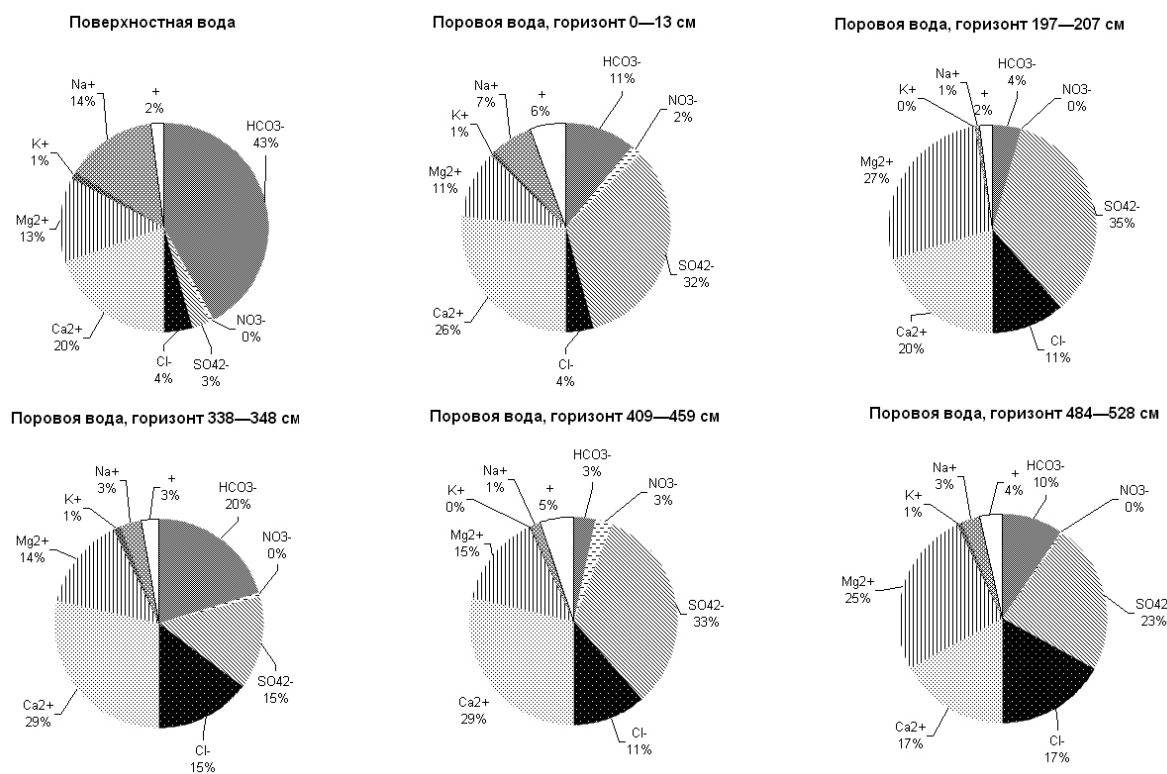 Поверхностная вода
Na+
14%
+
2%
HCO3-
43%
K+
1%
Mg2+
13%
Ca2+
20%
Cl-
4%
SO42-
3%
NO3-
0%
Поровоя вода, горизонт 0—13 см
Na+
7%
+
6%
HCO3-
11%
NO3-
2%
K+
1%
Mg2+
11%
SO42-
32%
Ca2+
26%
Cl-
4%
Поровоя вода, горизонт 197—207 см
Na+
1%
+
2%
HCO3-
4%
NO3-
0%
K+
0%
Mg2+
27%
SO42-
35%
Ca2+
20%
Cl-
11%
Поровоя вода, горизонт 338—348 см
Na+
3%
+
3%
HCO3-
20%
K+
1%
NO3-
0%
Mg2+
14%
SO42-
15%
Ca2+
29%
Cl-
15%
Поровоя вода, горизонт 409—459 см
Na+
1%
+
5%
HCO3-
3%
NO3-
3%
K+
0%
Mg2+
15%
SO42-
33%
Ca2+
29%
Cl-
11%
Поровоя вода, горизонт 484—528 см
Na+
3%
+
4%
HCO3-
10%
NO3-
0%
K+
1%
Mg2+
25%
SO42
23%
Ca2+
17%
Cl-
17%